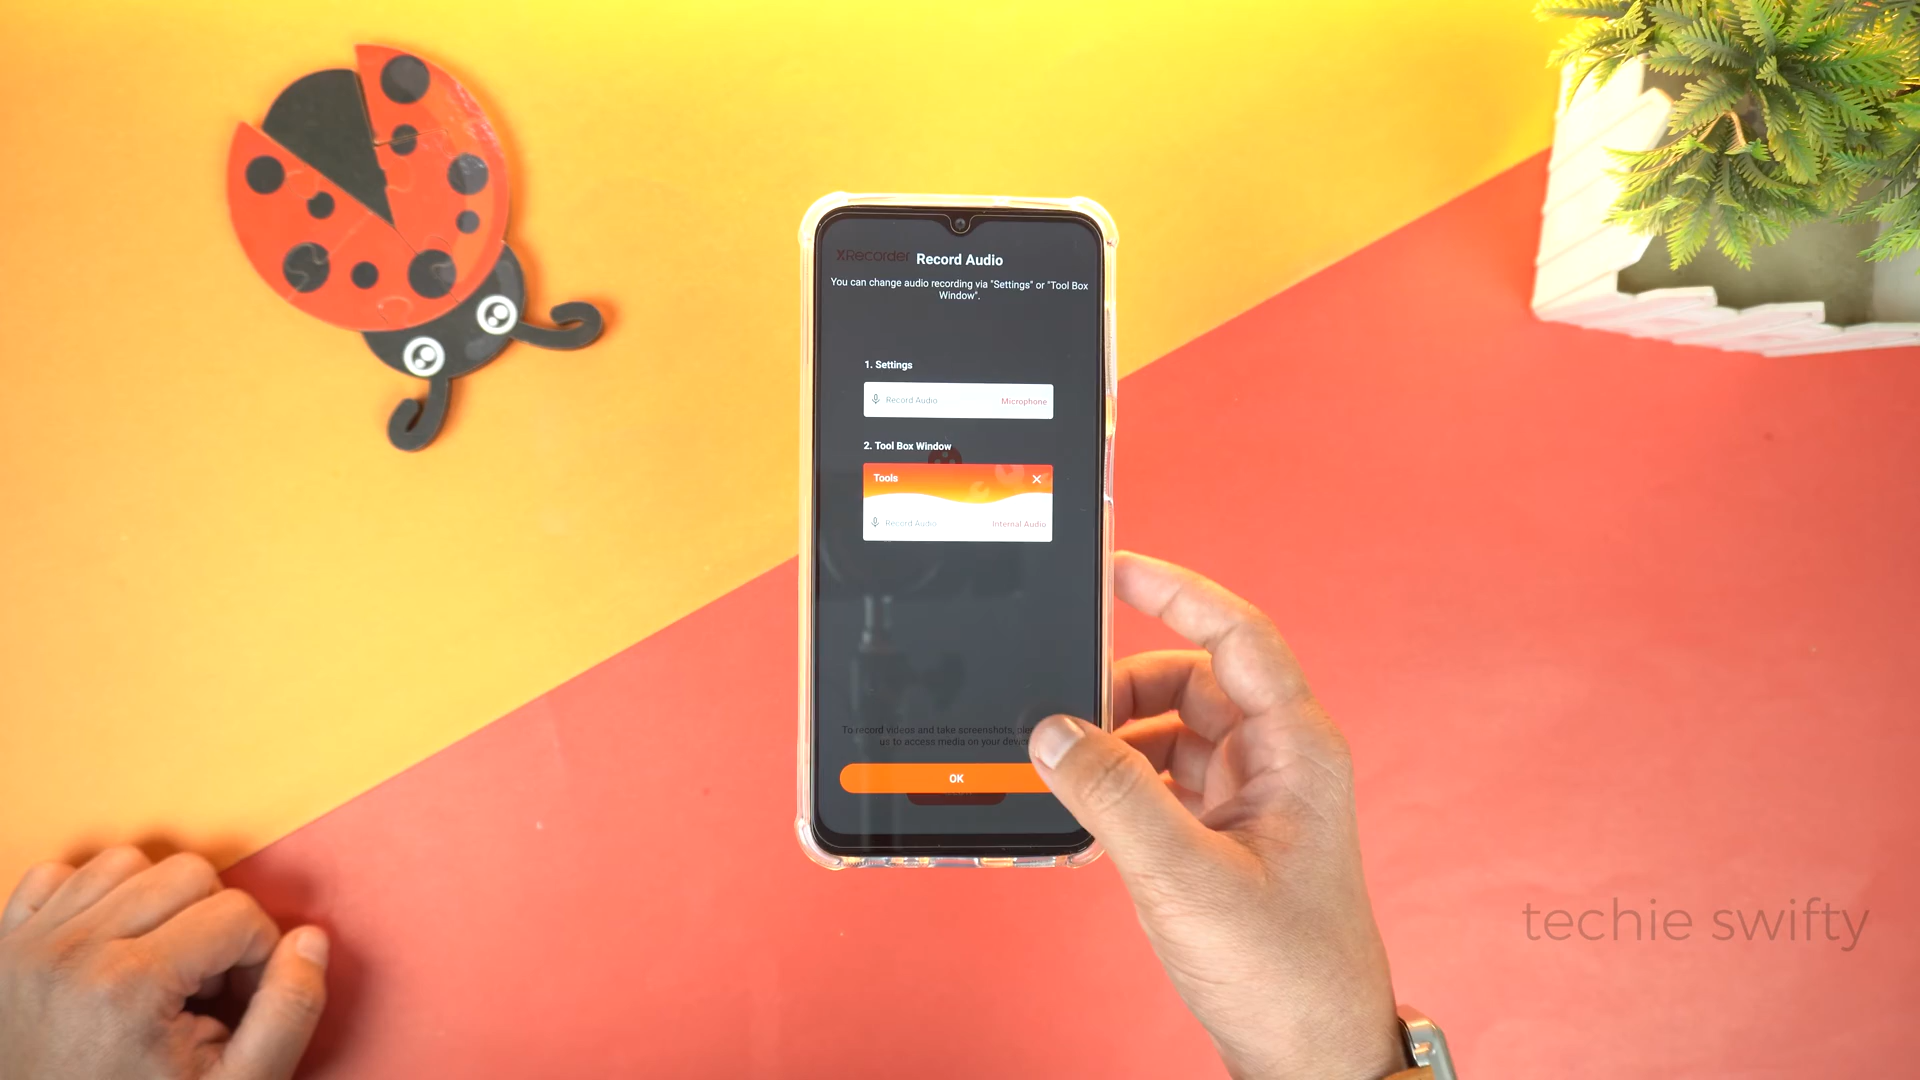 XRecorder
Record Audio
You can change audio recording via "Settings" or "Tool Box
Window".
1. Settings
Record Audio Microphone
2. Tool Box Window
Tools
Record Audio Internal Audio
To record videos and take screenshots,
us to access media on your device
OK
techie swifty